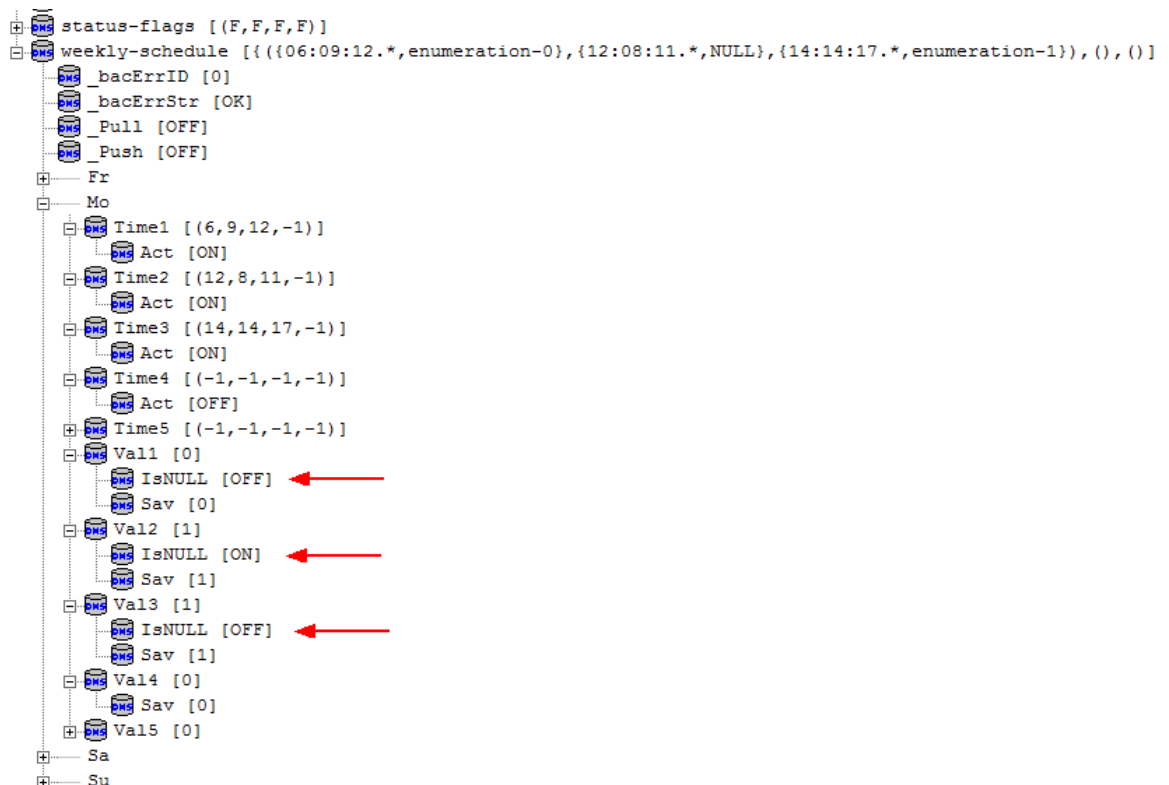 status-flags [(F,F,F,F)]
weekly-schedule [{({06:09:12.*,enumeration-0},{12:08:11.*,NULL},{14:14:17.*,enumeration-1}),(),()]
_bacErrID [0]
_bacErrStr [OK]
_Pull [OFF]
_Push [OFF]
Fr
Mo
Time1 [(6,9,12,-1)]
Act [ON]
Time2 [(12,8,11,-1)]
Act [ON]
Time3 [(14,14,17,-1)]
Act [ON]
Time4 [(-1,-1,-1,-1)]
Act [OFF]
Time5 [(-1,-1,-1,-1)]
Val1 [0]
IsNULL [OFF]
Sav [0]
Val2 [1]
IsNULL [ON]
Sav [1]
Val3 [1]
IsNULL [OFF]
Sav [1]
Val4 [0]
Sav [0]
Val5 [0]
Sa
Su